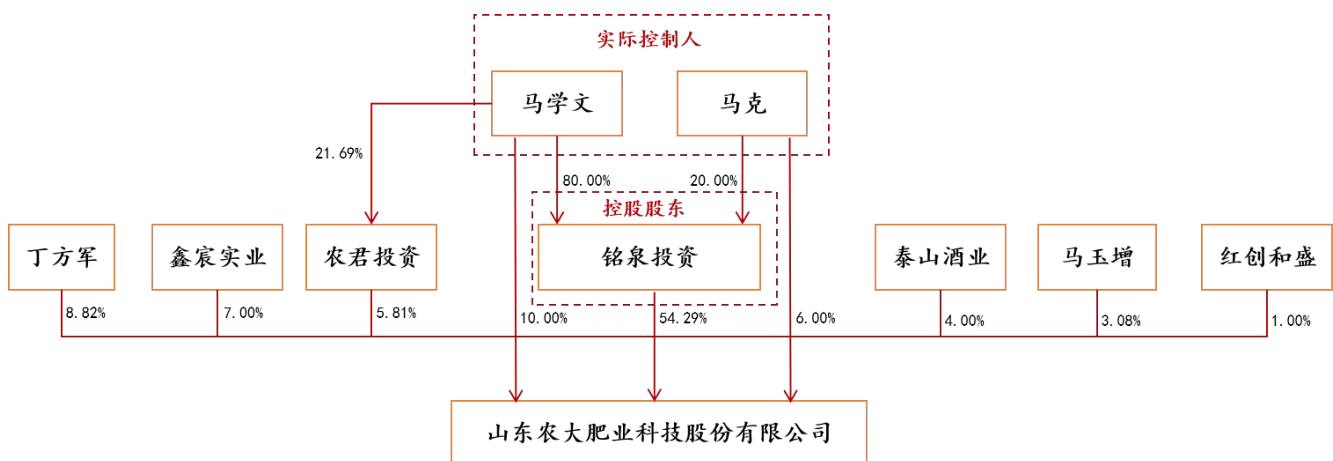 实际控制人
马学文
马克
21.69%
80.00%
20.00%
控股股东
丁方军
鑫宸实业
农君投资
铭泉投资
泰山酒业
马玉增
红创和盛
8.82%
7.00%
5.81%
10.00%
54.29%
6.00%
4.00%
3.08%
1.00%
山东农大肥业科技股份有限公司